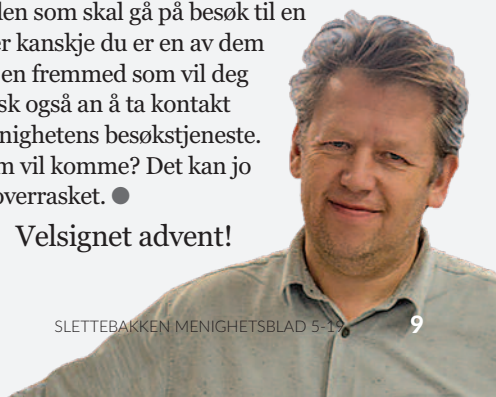 len som skal gå på besøk til en
er kanskje du er en av dem
en fremmed som vil deg
sk også an å ta kontakt
nighetens besøkstjeneste.
m vil komme? Det kan jo
overrasket. ●
Velsignet advent!
SLETTEBAKKEN MENIGHETSBLAD 5-19 9